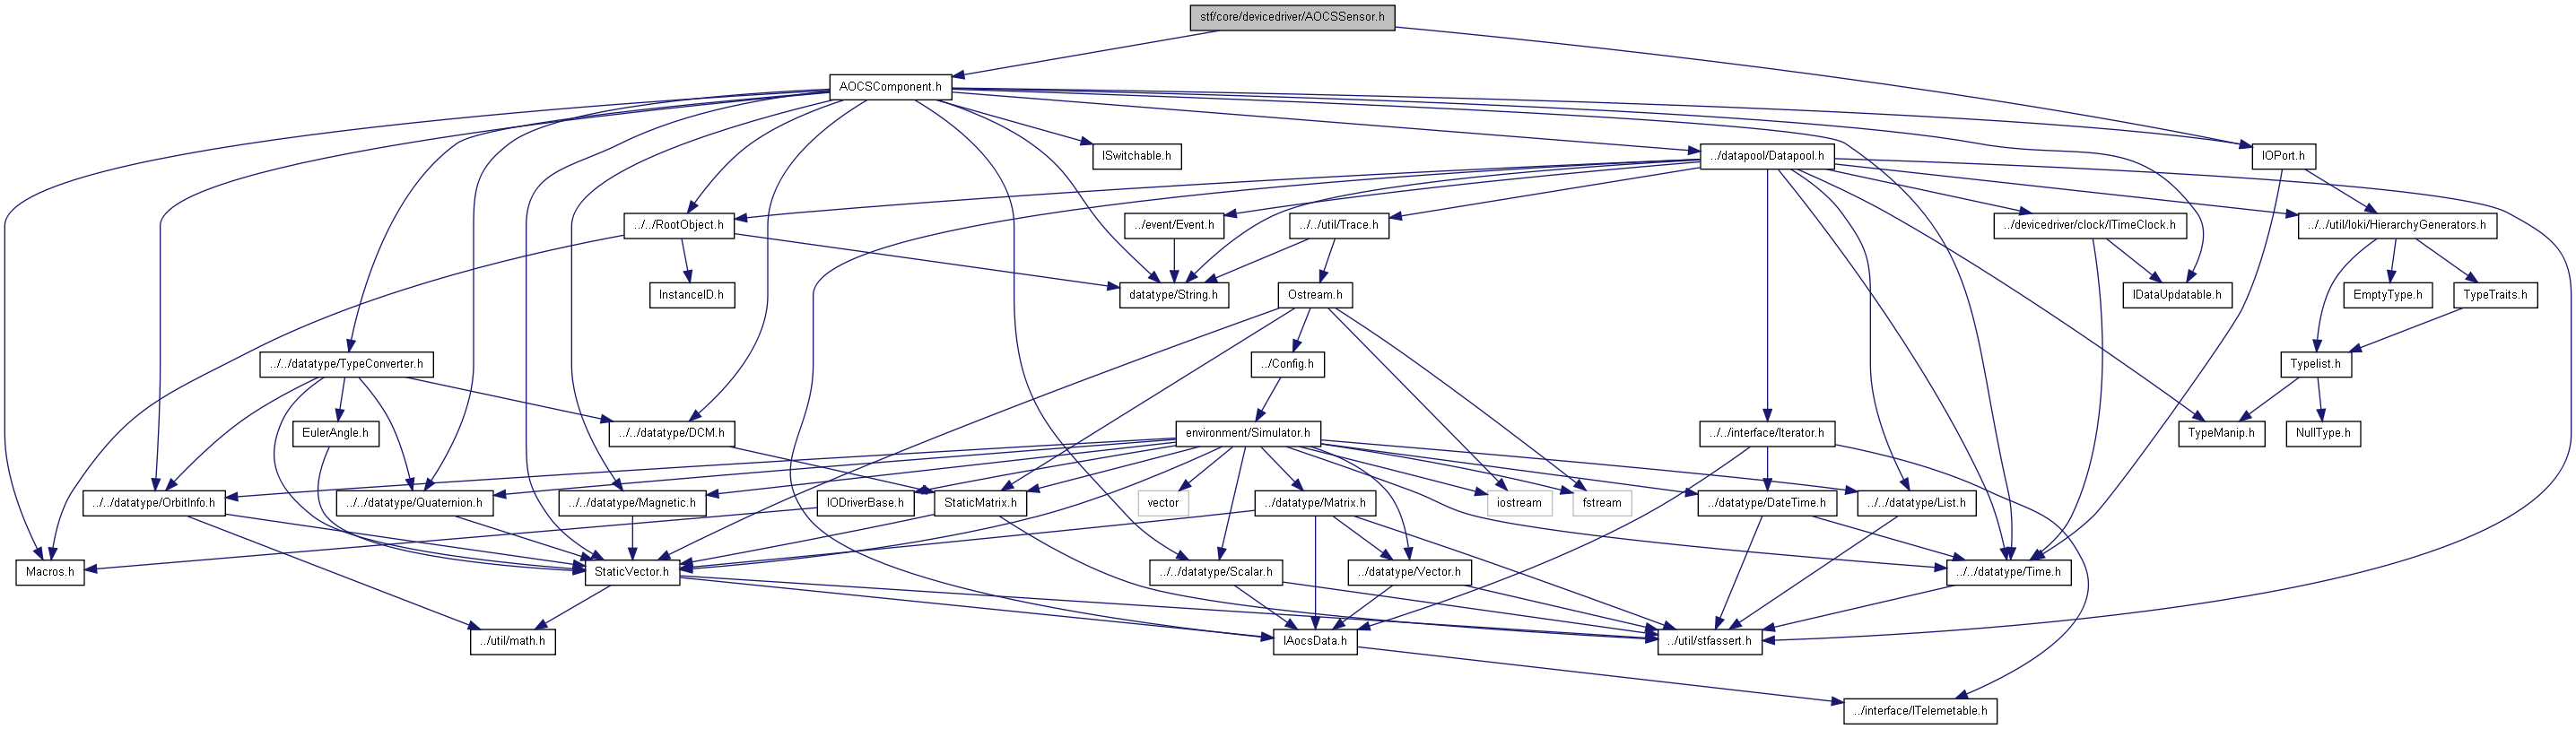 stf/core/devicedriver/AOCSSensor.h
AOCSComponent.h
ISwitchable.h
../datapool/Datapool.h
IOPort.h
../../RootObject.h
../event/Event.h
../../util/Trace.h
../devicedriver/clock/ITimeClock.h
../../util/loki/HierarchyGenerators.h
InstanceID.h
datatype/String.h
Ostream.h
IDataUpdatable.h
EmptyType.h
TypeTraits.h
../../datatype/TypeConverter.h
../Config.h
Typelist.h
EulerAngle.h
../../datatype/DCM.h
environment/Simulator.h
../../interface/Iterator.h
TypeManip.h
NullType.h
../../datatype/OrbitInfo.h
../../datatype/Quaternion.h
../../datatype/Magnetic.h
IODriverBase.h
StaticMatrix.h
vector
../datatype/Matrix.h
iostream
fstream
../datatype/DateTime.h
../../datatype/List.h
Macros.h
StaticVector.h
../../datatype/Scalar.h
../datatype/Vector.h
../../datatype/Time.h
../util/math.h
IAocsData.h
../util/stfassert.h
../interface/ITelemetable.h